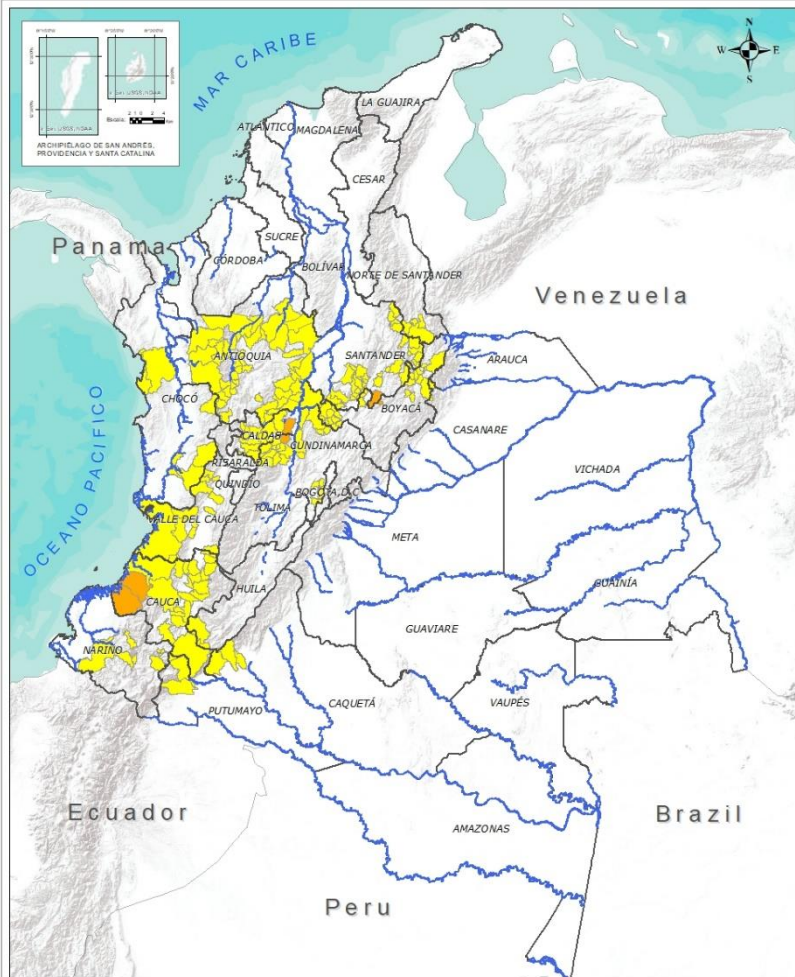 MAR CARIBE
N
W
E
S
ARCHIPIÉLAGO DE SAN ANDRÉS,
PROVIDENCIA Y SANTA CATALINA
LA GUAJIRA
ATLÁNTICO
MAGDALENA
CESAR
Panama
SUCRE
CÓRDOBA
BOLÍVAR
NORTE DE SANTANDER
Venezuela
ANTIOQUIA
SANTANDER
ARAUCA
CHOCÓ
BOYACÁ
OCEANO PACIFICO
CALDAS
CUNDINAMARCA
CASANARE
RISARALDA
VICHADA
QUINDIO
BOGOTÁ, D.C
TOLIMA
VALLE DEL CAUCA
META
HUILA
GUAINÍA
CAUCA
GUAVIARE
NARIÑO
CAQUETÁ
VAUPÉS
PUTUMAYO
Ecuador
Brazil
AMAZONAS
Peru